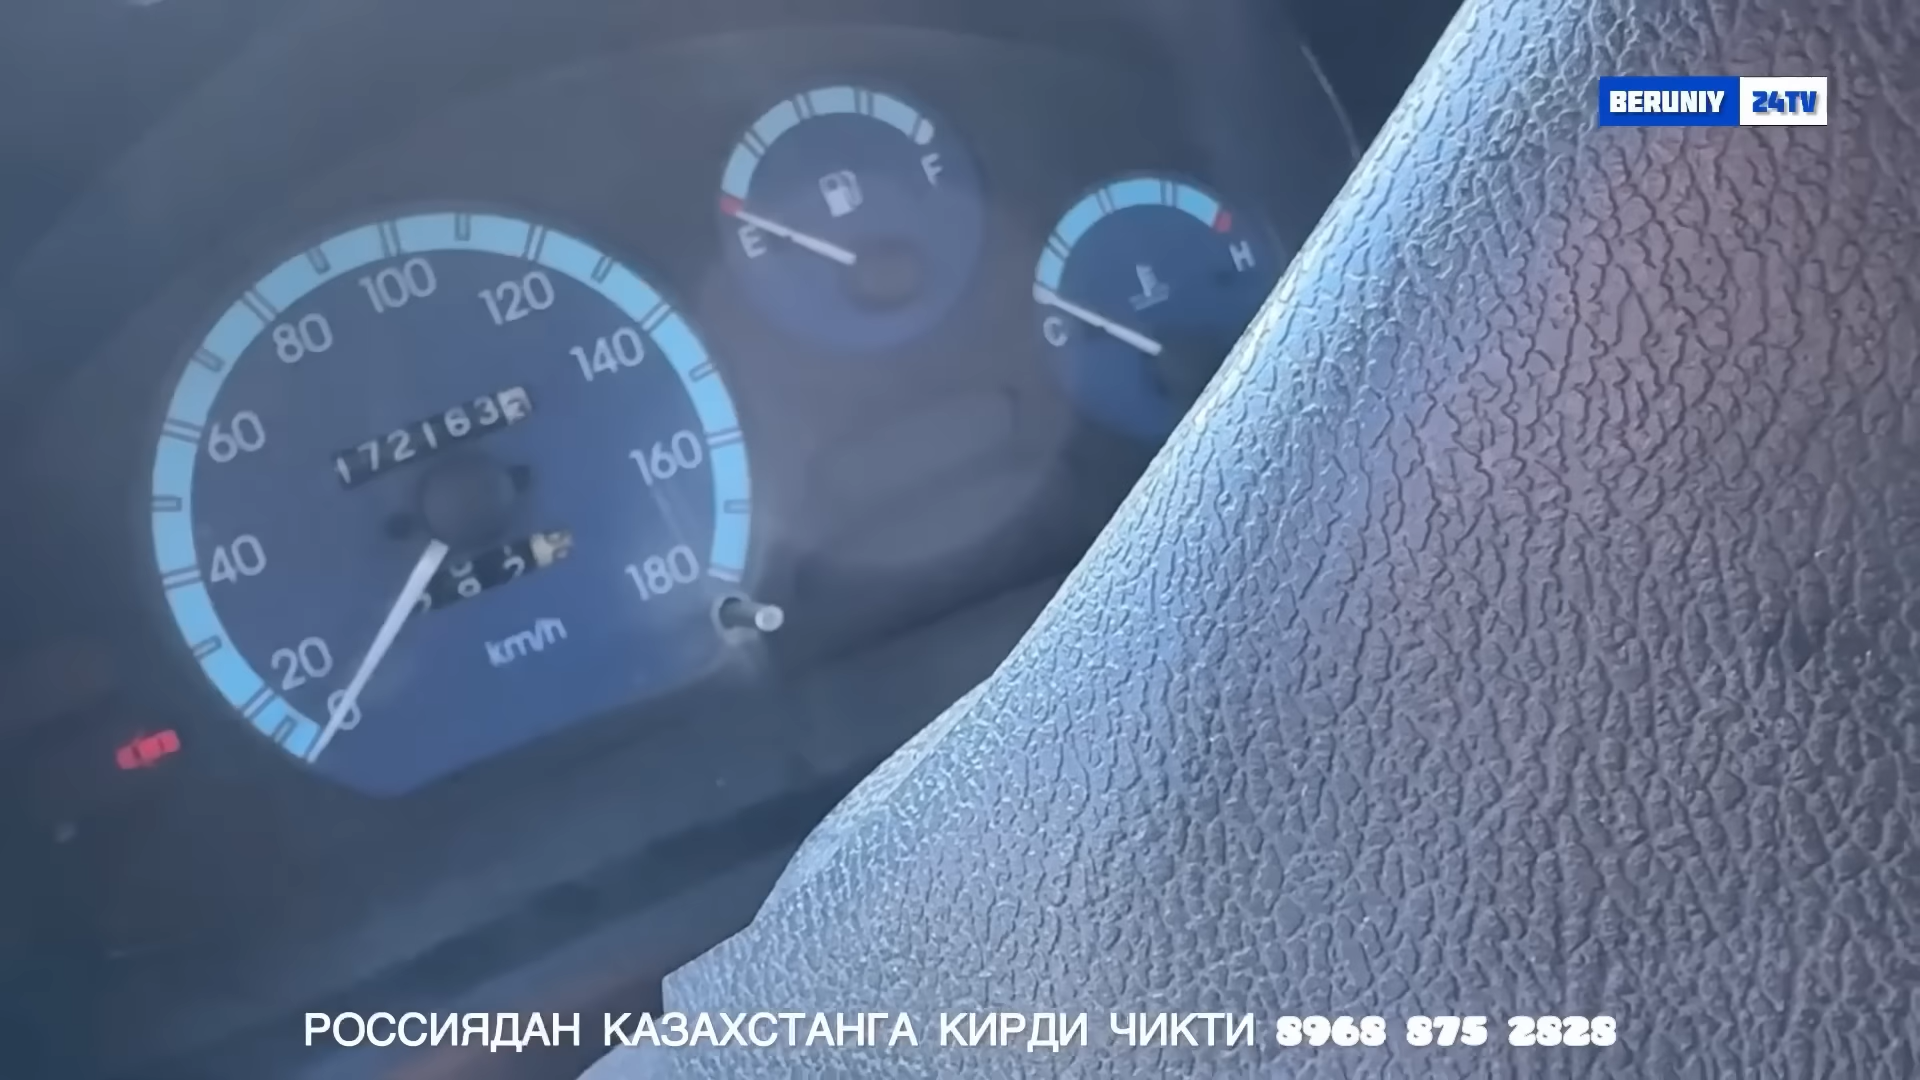 BERUNIY 24TV
F
E
H
C
100
120
80
140
172163
60
160
40
180
km/h
20
0
РОССИЯДАН КАЗАХСТАНГА КИРДИ ЧИКТИ 8968 875 2828